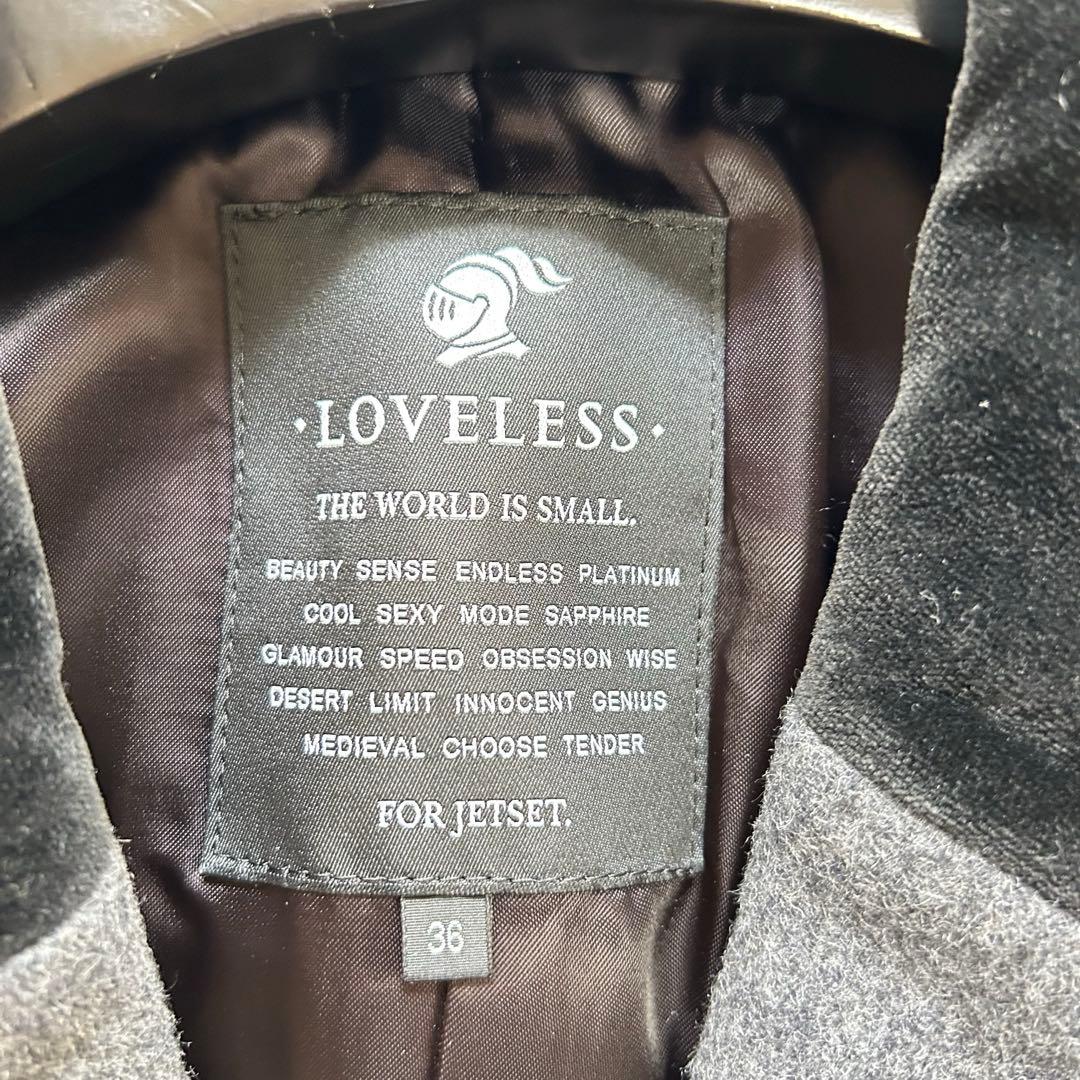 ·LOVELESS·
THE WORLD IS SMALL.
BEAUTY SENSE ENDLESS PLATINUM
COOL SEXY MODE SAPPHIRE
GLAMOUR SPEED OBSESSION WISE
DESERT LIMIT INNOCENT GENIUS
MEDIEVAL CHOOSE TENDER
FOR JETSET.
36